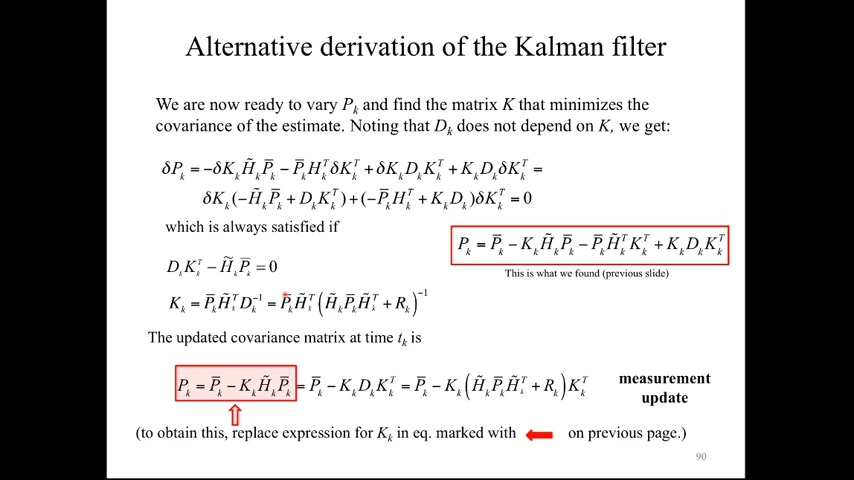 Alternative derivation of the Kalman filter
We are now ready to vary P_k and find the matrix K that minimizes the
covariance of the estimate. Noting that D_k does not depend on K, we get:
δP_k = −δK_k H̃_k P̄_k − P̄_k H_k^T δK_k^T + δK_k D_k K_k^T + K_k D_k δK_k^T =
δK_k (−H̃_k P̄_k + D_k K_k^T) + (−P̄_k H_k^T + K_k D_k) δK_k^T = 0
which is always satisfied if
P_k = P̄_k − K_k H̃_k P̄_k − P̄_k H̃_k^T K_k^T + K_k D_k K_k^T
This is what we found (previous slide)
D_k K_k^T − H̃_k P̄_k = 0
K_k = P̄_k H̃_k^T D_k^{−1} = P̄_k H̃_k^T (H̃_k P̄_k H̃_k^T + R_k)^{−1}
The updated covariance matrix at time t_k is
P_k = P̄_k − K_k H̃_k P̄_k = P̄_k − K_k D_k K_k^T = P̄_k − K_k (H̃_k P̄_k H̃_k^T + R_k) K_k^T
measurement
update
(to obtain this, replace expression for K_k in eq. marked with on previous page.)
90